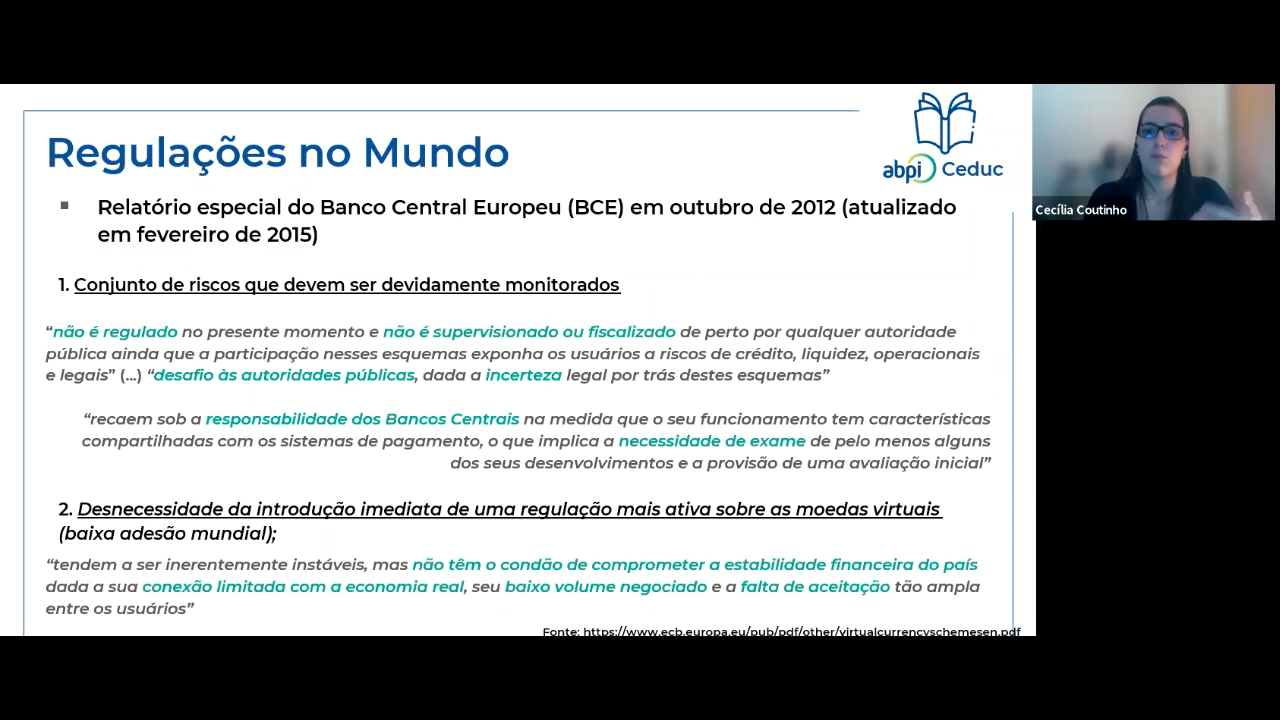 Regulações no Mundo
abpi Ceduc
Cecília Coutinho
▪ Relatório especial do Banco Central Europeu (BCE) em outubro de 2012 (atualizado
em fevereiro de 2015)
1. Conjunto de riscos que devem ser devidamente monitorados
“não é regulado no presente momento e não é supervisionado ou fiscalizado de perto por qualquer autoridade
pública ainda que a participação nesses esquemas exponha os usuários a riscos de crédito, liquidez, operacionais
e legais” (...) “desafio às autoridades públicas, dada a incerteza legal por trás destes esquemas”
“recaem sob a responsabilidade dos Bancos Centrais na medida que o seu funcionamento tem características
compartilhadas com os sistemas de pagamento, o que implica a necessidade de exame de pelo menos alguns
dos seus desenvolvimentos e a provisão de uma avaliação inicial”
2. Desnecessidade da introdução imediata de uma regulação mais ativa sobre as moedas virtuais
(baixa adesão mundial);
“tendem a ser inerentemente instáveis, mas não têm o condão de comprometer a estabilidade financeira do país
dada a sua conexão limitada com a economia real, seu baixo volume negociado e a falta de aceitação tão ampla
entre os usuários”
Fonte: https://www.ecb.europa.eu/pub/pdf/other/virtualcurrencyschemesen.pdf